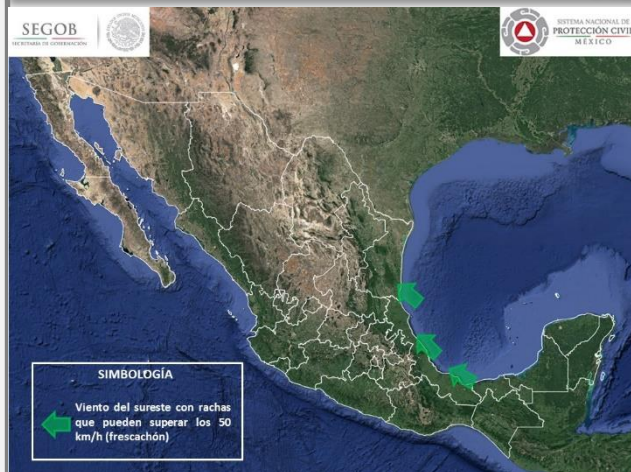 SEGOB
SECRETARÍA DE GOBERNACIÓN
SISTEMA NACIONAL DE
PROTECCIÓN CIVIL
MÉXICO
SIMBOLOGÍA
Viento del sureste con rachas
que pueden superar los 50
km/h (frescachón)